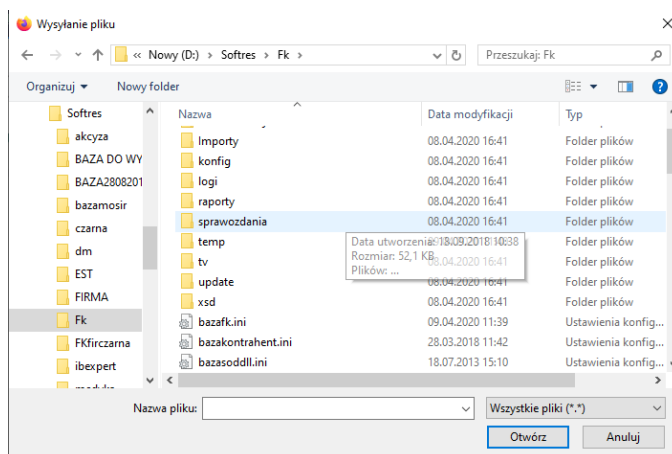 Wysyłanie pliku
« Nowy (D:) › Softres › Fk ›
Przeszukaj: Fk
Organizuj
Nowy folder
Softres
akcyza
BAZA DO WY
BAZA2808201
bazamosir
czarna
dm
EST
FIRMA
Fk
FKfirczarna
ibexpert
Nazwa Data modyfikacji Typ
Importy 08.04.2020 16:41 Folder plików
konfig 08.04.2020 16:41 Folder plików
logi 08.04.2020 16:41 Folder plików
raporty 08.04.2020 16:41 Folder plików
sprawozdania 08.04.2020 16:41 Folder plików
temp Folder plików
tv 08.04.2020 16:41 Folder plików
update 08.04.2020 16:41 Folder plików
xsd 08.04.2020 16:41 Folder plików
bazafk.ini 09.04.2020 11:39 Ustawienia konfig...
bazakontrahent.ini 28.03.2018 11:42 Ustawienia konfig...
bazasoddll.ini 18.07.2013 15:10 Ustawienia konfig...
Data utworzenia: 18.09.2018 10:38
Rozmiar: 52,1 KB
Plików: ...
Nazwa pliku:
Wszystkie pliki (*.*)
Otwórz
Anuluj